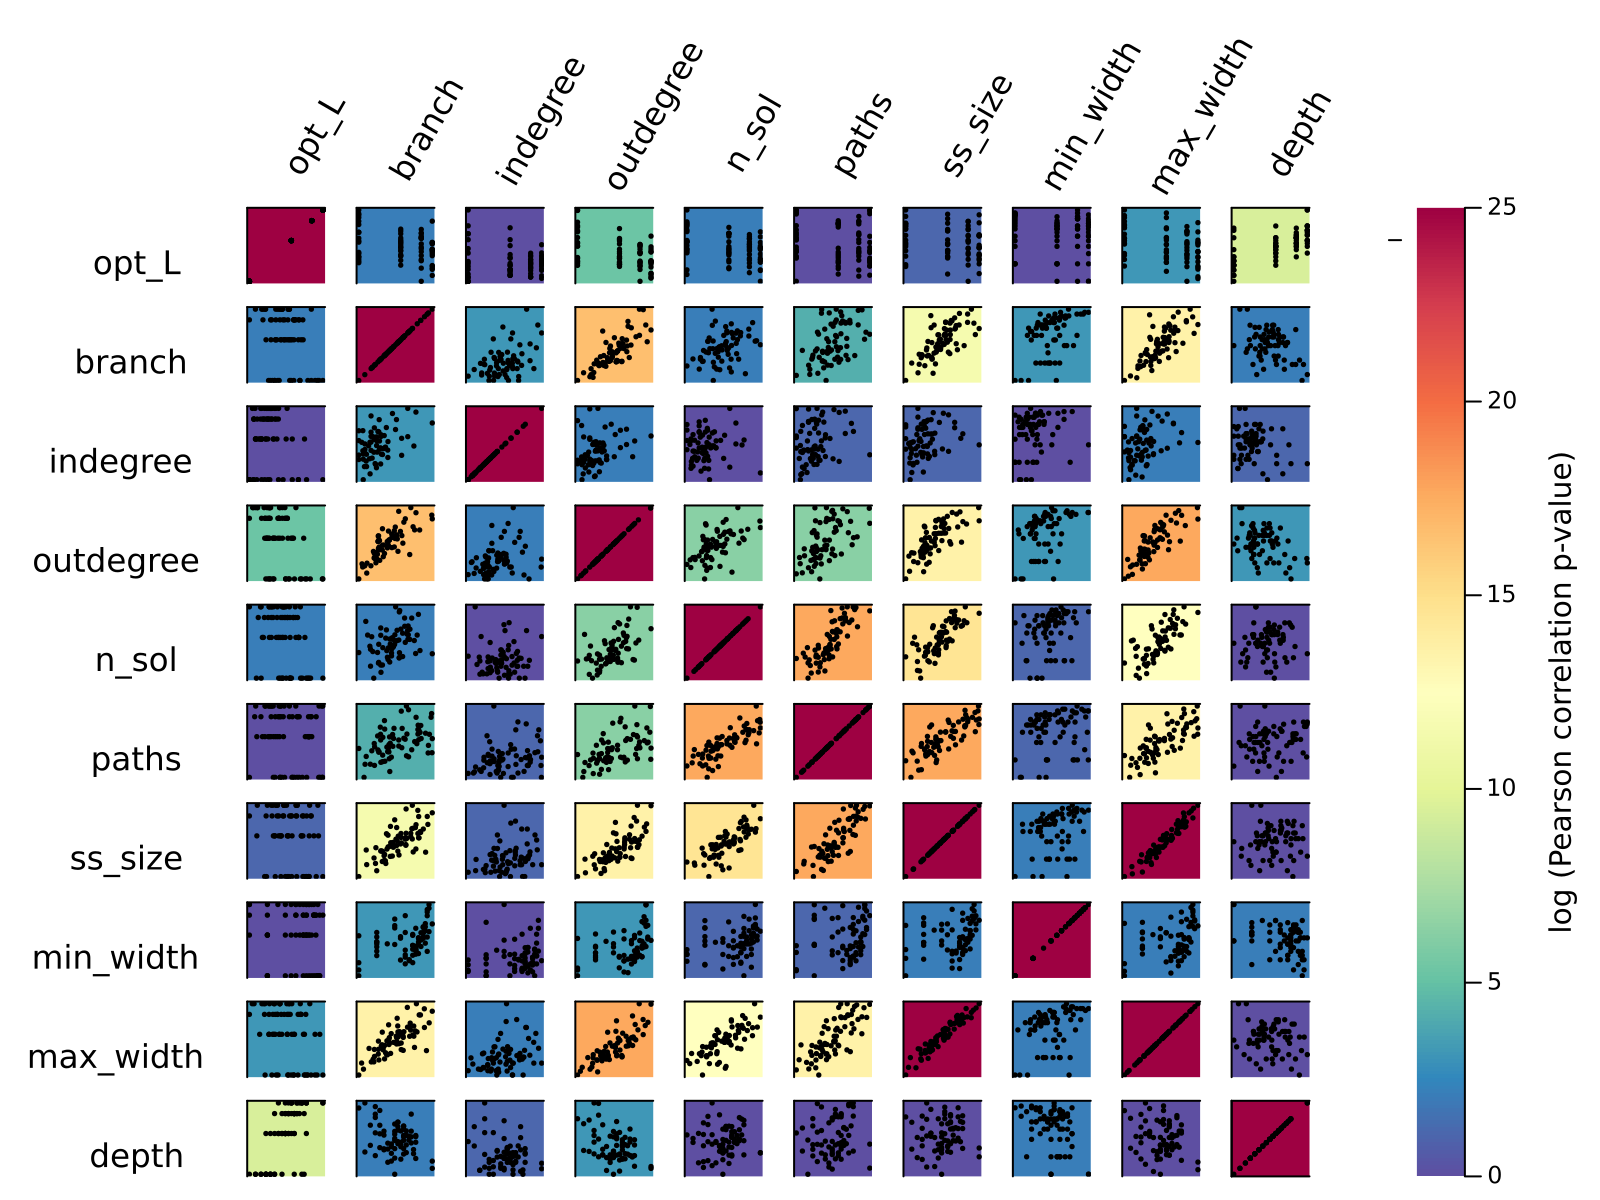 opt_L
branch
indegree
outdegree
n_sol
paths
ss_size
min_width
max_width
depth
opt_L
branch
indegree
outdegree
n_sol
paths
ss_size
min_width
max_width
depth
25
20
15
10
5
0
– log (Pearson correlation p-value)